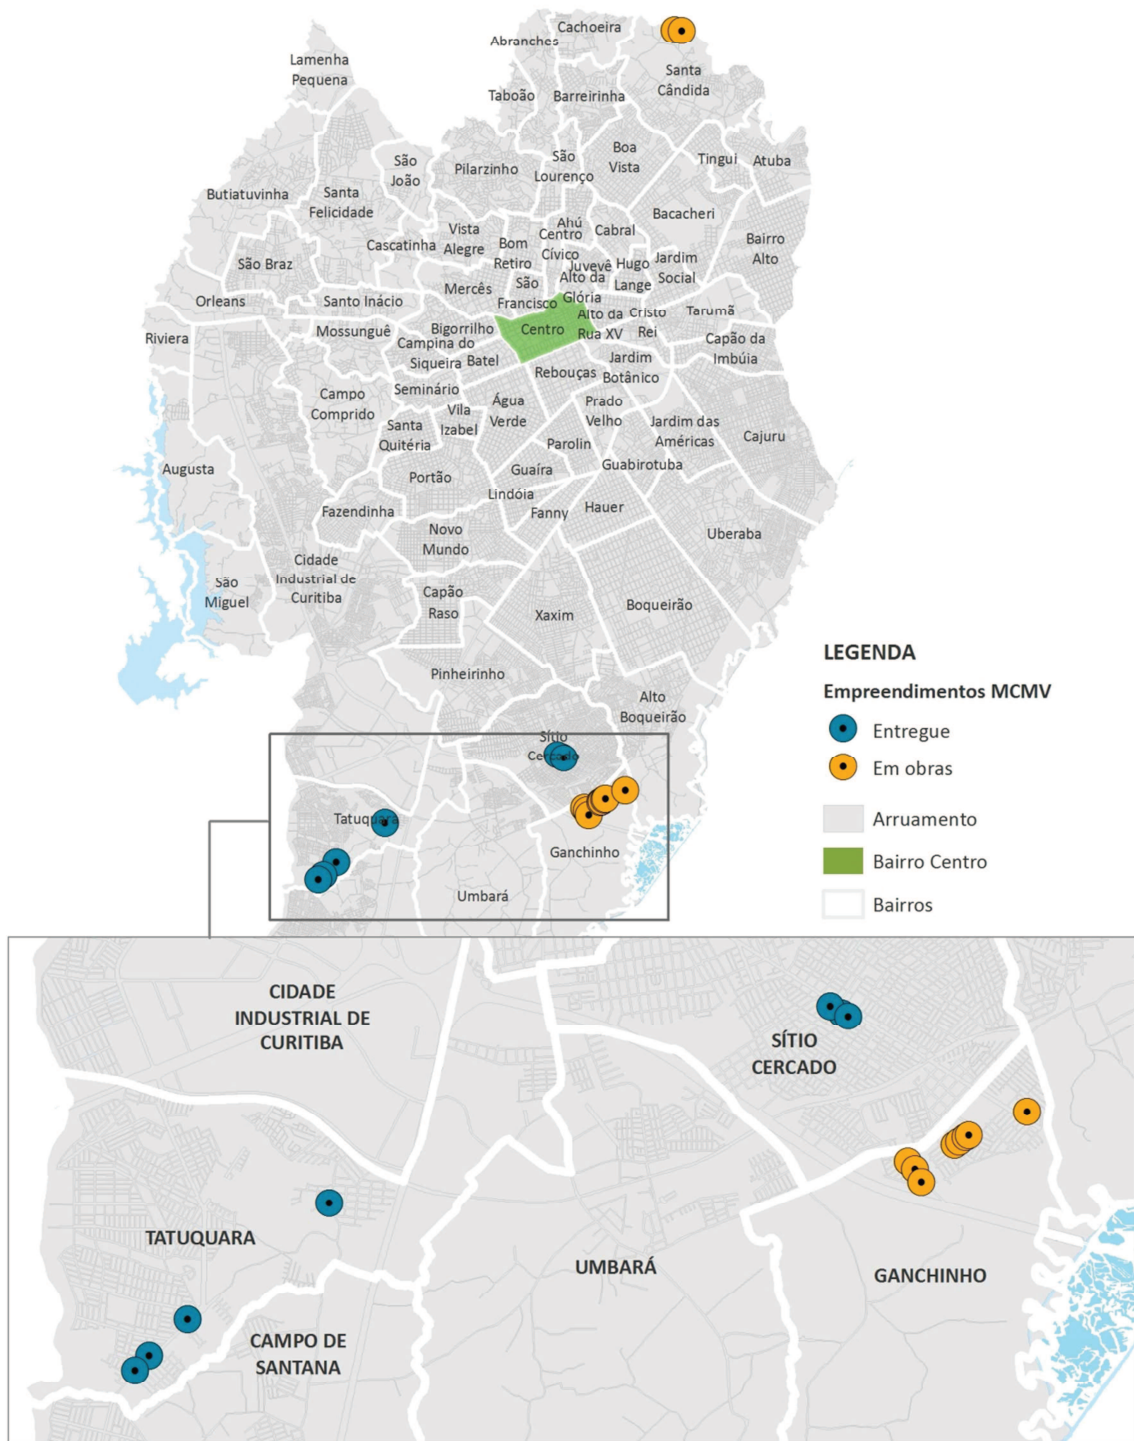 Cachoeira
Abranches
Lamenha
Pequena
Santa
Cândida
Taboão
Barreirinha
Boa
Vista
São
Lourenço
Tingui
Atuba
São
João
Pilarzinho
Butiatuvinha
Santa
Felicidade
Bacacheri
Vista
Alegre
Ahú
Centro
Cívico
Cabral
Bairro
Alto
Cascatinha
Bom
Retiro
São Braz
Juvevê
Hugo
Lange
Jardim
Social
Mercês
São
Francisco
Alto da
Glória
Orleans
Santo Inácio
Tarumã
Cristo
Rei
Alto da
Rua XV
Mossunguê
Bigorrilho
Centro
Riviera
Campina do
Siqueira
Batel
Capão da
Imbúia
Rebouças
Jardim
Botânico
Campo
Comprido
Seminário
Água
Verde
Prado
Velho
Vila
Izabel
Santa
Quitéria
Jardim das
Américas
Cajuru
Parolin
Augusta
Portão
Guaíra
Guabirotuba
Lindóia
Fazendinha
Fanny
Hauer
Novo
Mundo
Uberaba
Cidade
Industrial de
Curitiba
São
Miguel
Capão
Raso
Xaxim
Boqueirão
Pinheirinho
Alto
Boqueirão
Sítio
Cercado
Tatuquara
Ganchinho
Umbará
LEGENDA
Empreendimentos MCMV
Entregue
Em obras
Arruamento
Bairro Centro
Bairros
CIDADE
INDUSTRIAL DE
CURITIBA
SÍTIO
CERCADO
TATUQUARA
UMBARÁ
GANCHINHO
CAMPO DE
SANTANA